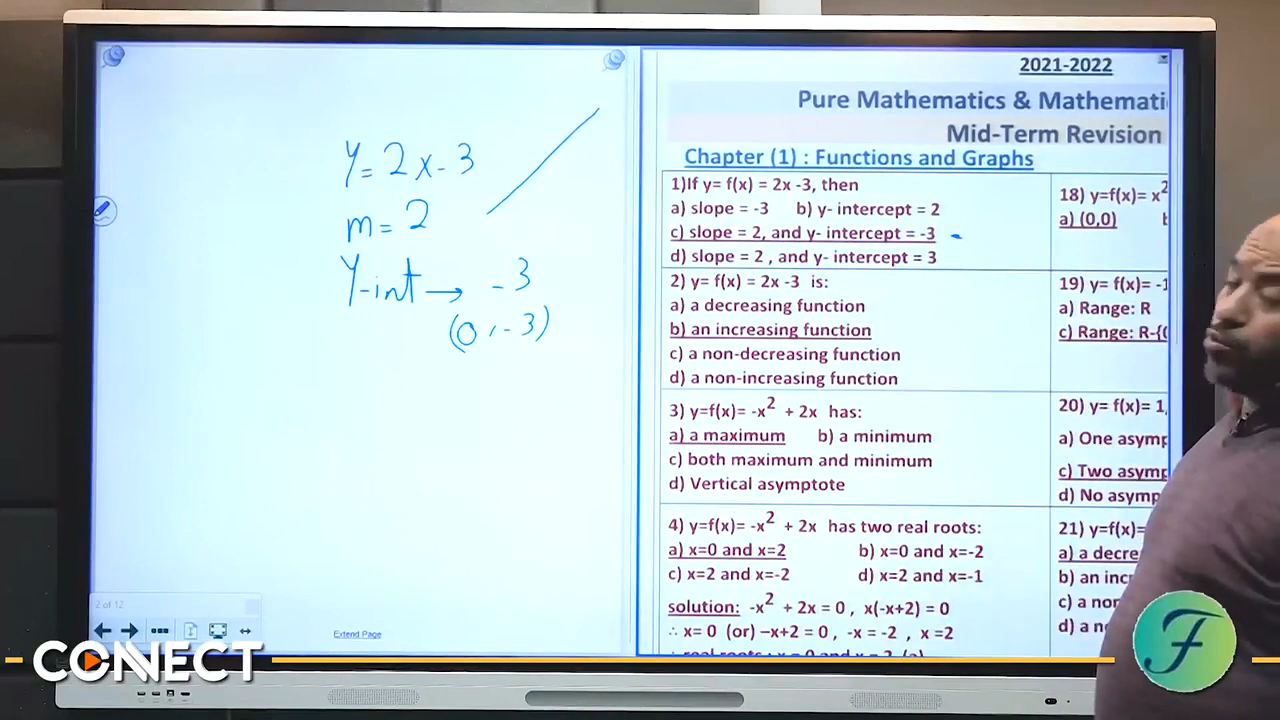 y = 2x - 3
m = 2
y-int → -3
(0, -3)
2 of 12
Extend Page
2021-2022
Pure Mathematics & Mathemati
Mid-Term Revision
Chapter (1) : Functions and Graphs
1)If y= f(x) = 2x -3, then
a) slope = -3 b) y- intercept = 2
c) slope = 2, and y- intercept = -3
d) slope = 2 , and y- intercept = 3
2) y= f(x) = 2x -3 is:
a) a decreasing function
b) an increasing function
c) a non-decreasing function
d) a non-increasing function
3) y=f(x)= -x² + 2x has:
a) a maximum b) a minimum
c) both maximum and minimum
d) Vertical asymptote
4) y=f(x)= -x² + 2x has two real roots:
a) x=0 and x=2 b) x=0 and x=-2
c) x=2 and x=-2 d) x=2 and x=-1
solution: -x² + 2x = 0 , x(-x+2) = 0
∴ x= 0 (or) –x+2 = 0 , -x = -2 , x =2
18) y=f(x)= x²
a) (0,0)
19) y= f(x)= -1
a) Range: R
c) Range: R-{0
20) y= f(x)= 1,
a) One asymp
c) Two asymp
d) No asymp
21) y=f(x)=
a) a decre
b) an inc
c) a nor
d) a n
CONNECT
F